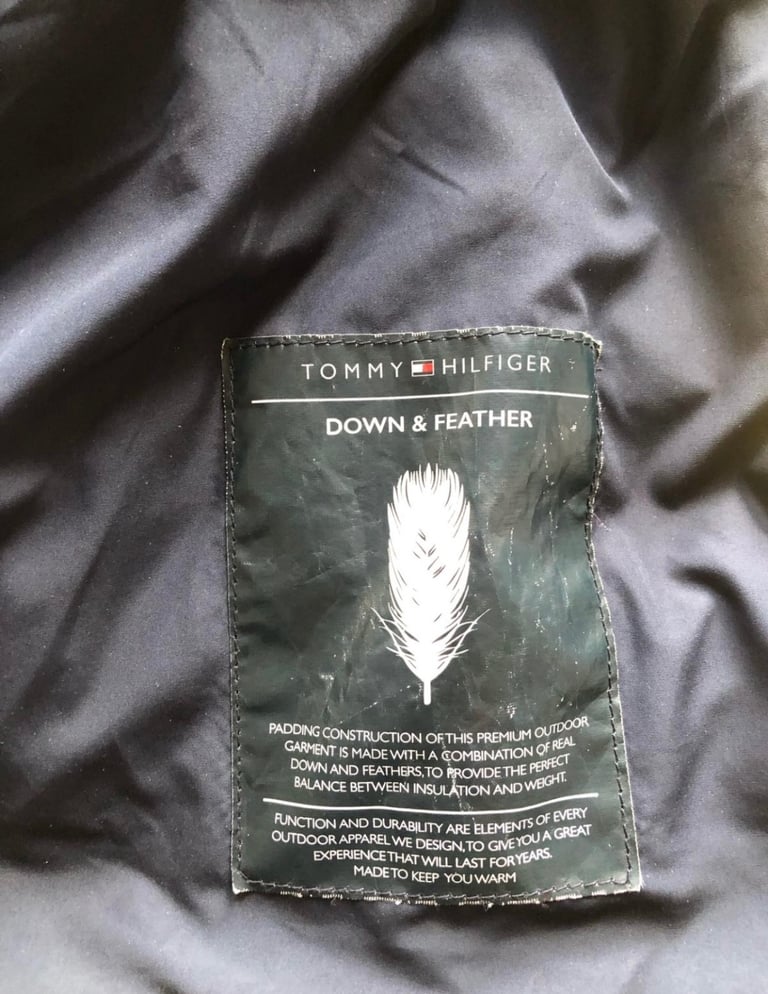 TOMMY HILFIGER
DOWN & FEATHER
PADDING CONSTRUCTION OF THIS PREMIUM OUTDOOR
GARMENT IS MADE WITH A COMBINATION OF REAL
DOWN AND FEATHERS, TO PROVIDE THE PERFECT
BALANCE BETWEEN INSULATION AND WEIGHT.
FUNCTION AND DURABILITY ARE ELEMENTS OF EVERY
OUTDOOR APPAREL WE DESIGN, TO GIVE YOU A GREAT
EXPERIENCE THAT WILL LAST FOR YEARS.
MADE TO KEEP YOU WARM